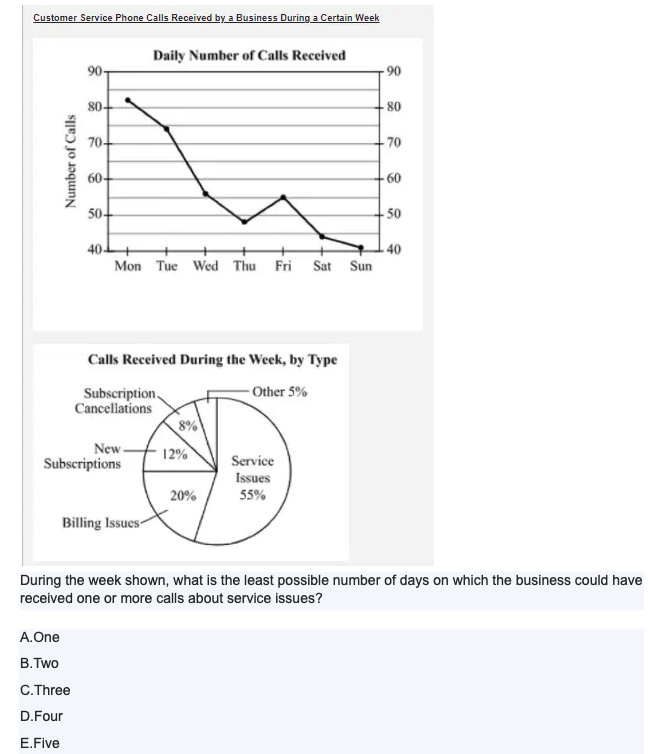 Customer Service Phone Calls Received by a Business During a Certain Week
Daily Number of Calls Received
Number of Calls
90 90
80 80
70 70
60 60
50 50
40 40
Mon Tue Wed Thu Fri Sat Sun
Calls Received During the Week, by Type
Subscription
Cancellations
Other 5%
8%
New
Subscriptions
12%
Service
Issues
55%
20%
Billing Issues
During the week shown, what is the least possible number of days on which the business could have
received one or more calls about service issues?
A.One
B.Two
C.Three
D.Four
E.Five